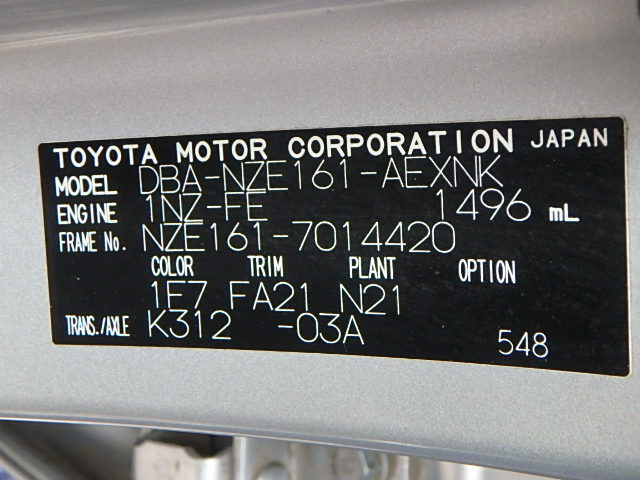 TOYOTA MOTOR CORPORATION JAPAN
MODEL DBA-NZE161-AEXNK
ENGINE 1NZ-FE 1496 mL
FRAME No. NZE161-7014420
COLOR TRIM PLANT OPTION
1E7 FA21 N21
TRANS./AXLE K312 -03A
548